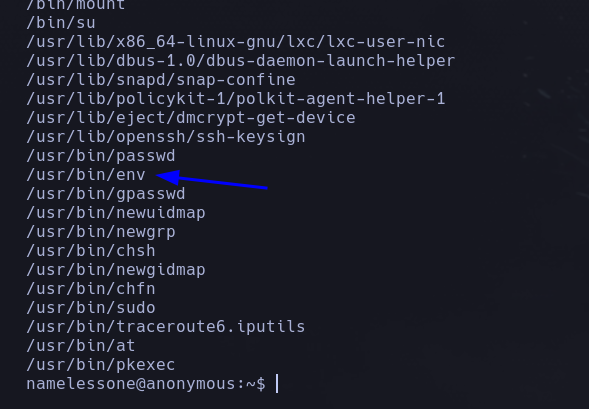 /bin/mount
/bin/su
/usr/lib/x86_64-linux-gnu/lxc/lxc-user-nic
/usr/lib/dbus-1.0/dbus-daemon-launch-helper
/usr/lib/snapd/snap-confine
/usr/lib/policykit-1/polkit-agent-helper-1
/usr/lib/eject/dmcrypt-get-device
/usr/lib/openssh/ssh-keysign
/usr/bin/passwd
/usr/bin/env
/usr/bin/gpasswd
/usr/bin/newuidmap
/usr/bin/newgrp
/usr/bin/chsh
/usr/bin/newgidmap
/usr/bin/chfn
/usr/bin/sudo
/usr/bin/traceroute6.iputils
/usr/bin/at
/usr/bin/pkexec
namelessone@anonymous:~$